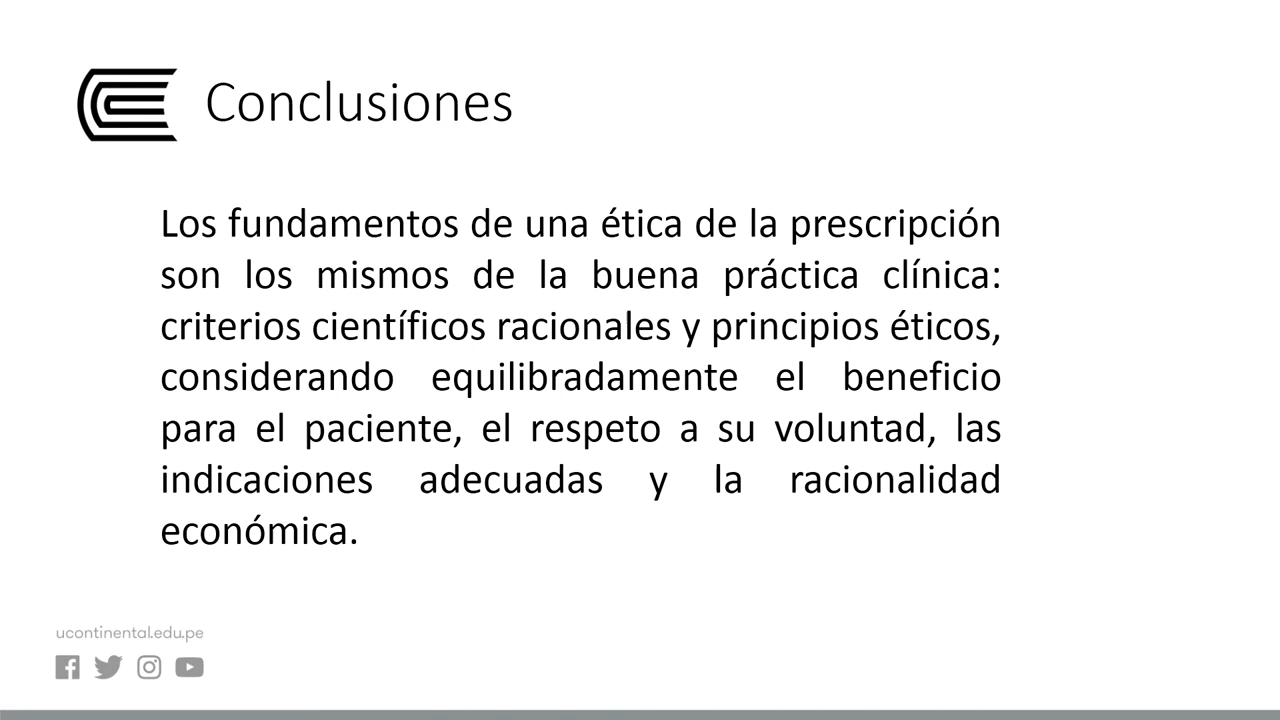 Conclusiones
Los fundamentos de una ética de la prescripción
son los mismos de la buena práctica clínica:
criterios científicos racionales y principios éticos,
considerando equilibradamente el beneficio
para el paciente, el respeto a su voluntad, las
indicaciones adecuadas y la racionalidad
económica.
ucontinental.edu.pe